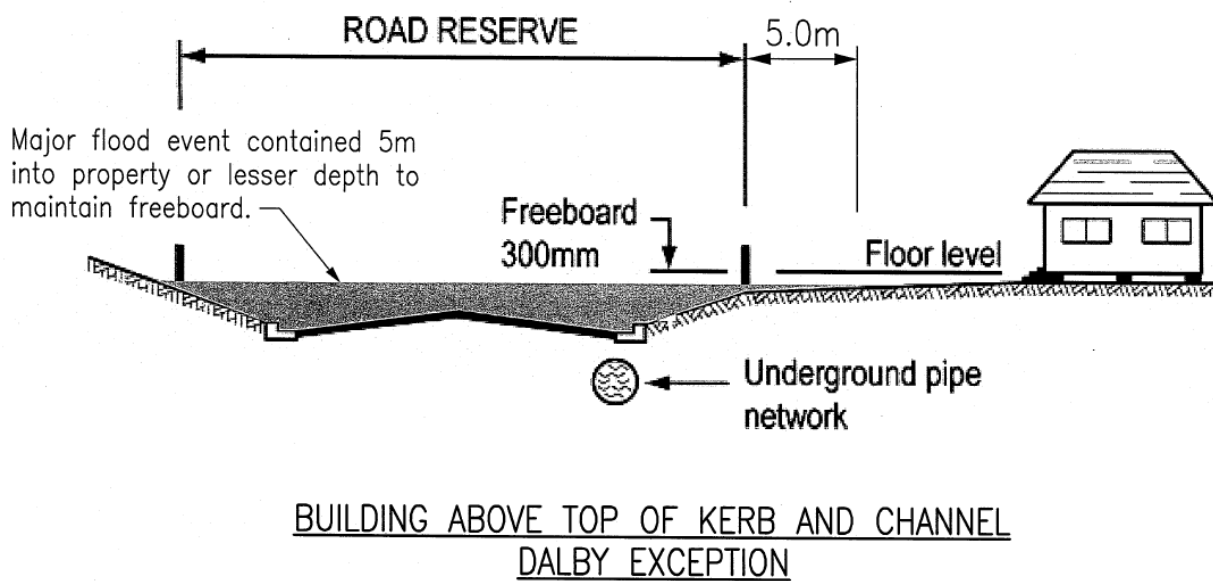 ROAD RESERVE
5.0m
Major flood event contained 5m
into property or lesser depth to
maintain freeboard.
Freeboard
300mm
Floor level
Underground pipe
network
BUILDING ABOVE TOP OF KERB AND CHANNEL
DALBY EXCEPTION